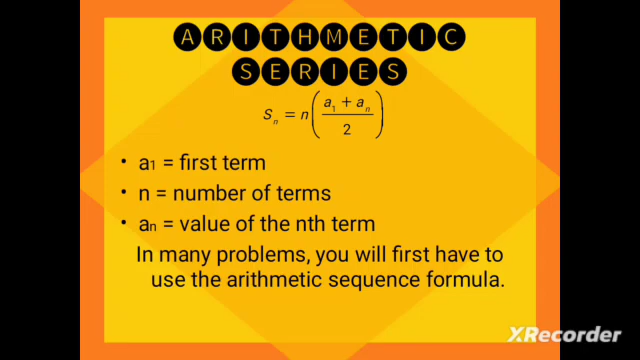 ARITHMETIC
SERIES
Sₙ = n((a₁ + aₙ)/2)
• a1 = first term
• n = number of terms
• an = value of the nth term
In many problems, you will first have to
use the arithmetic sequence formula.
XRecorder